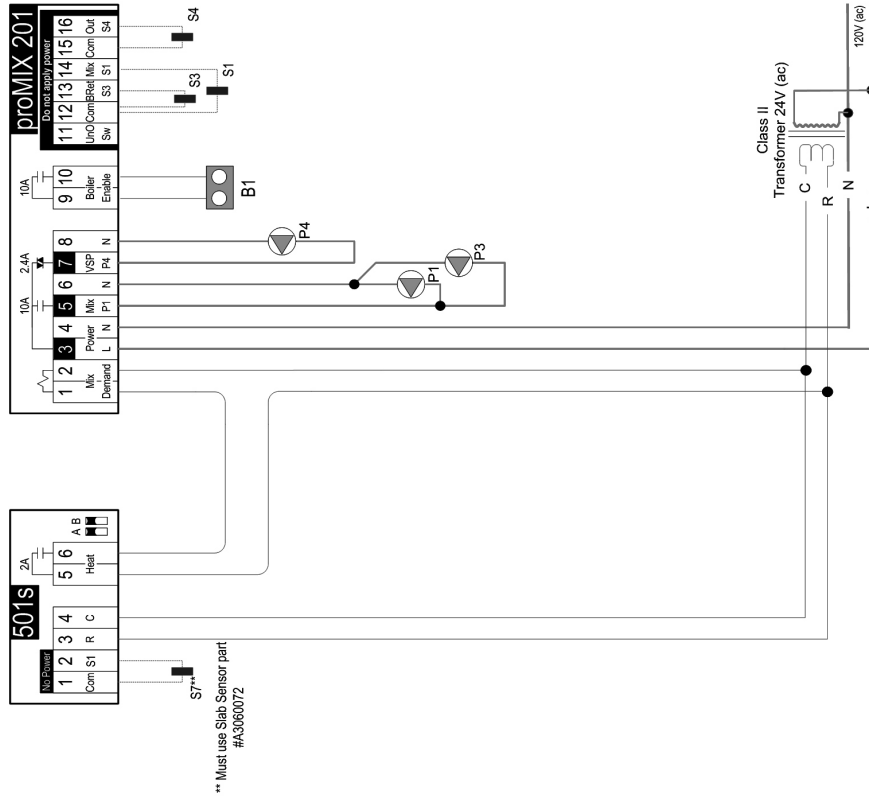 proMIX 201
Do not apply power
1 2 3 4 5 6 7 8 9 10 11 12 13 14 15 16
Mix Demand
Power
L N
Mix
P1 N
VSP
P4 N
Boiler Enable
UnO Sw
Com
BRet
S3
Mix
S1
Com
Out
S4
10A
2.4A
10A
S4
S3
S1
B1
P4
P1
P3
501s
No Power
1 2 3 4 5 6
Com S1 R C
Heat
2A
A B
S7**
** Must use Slab Sensor part
#A3060072
Class II
Transformer 24V (ac)
C
R
N
120V (ac)